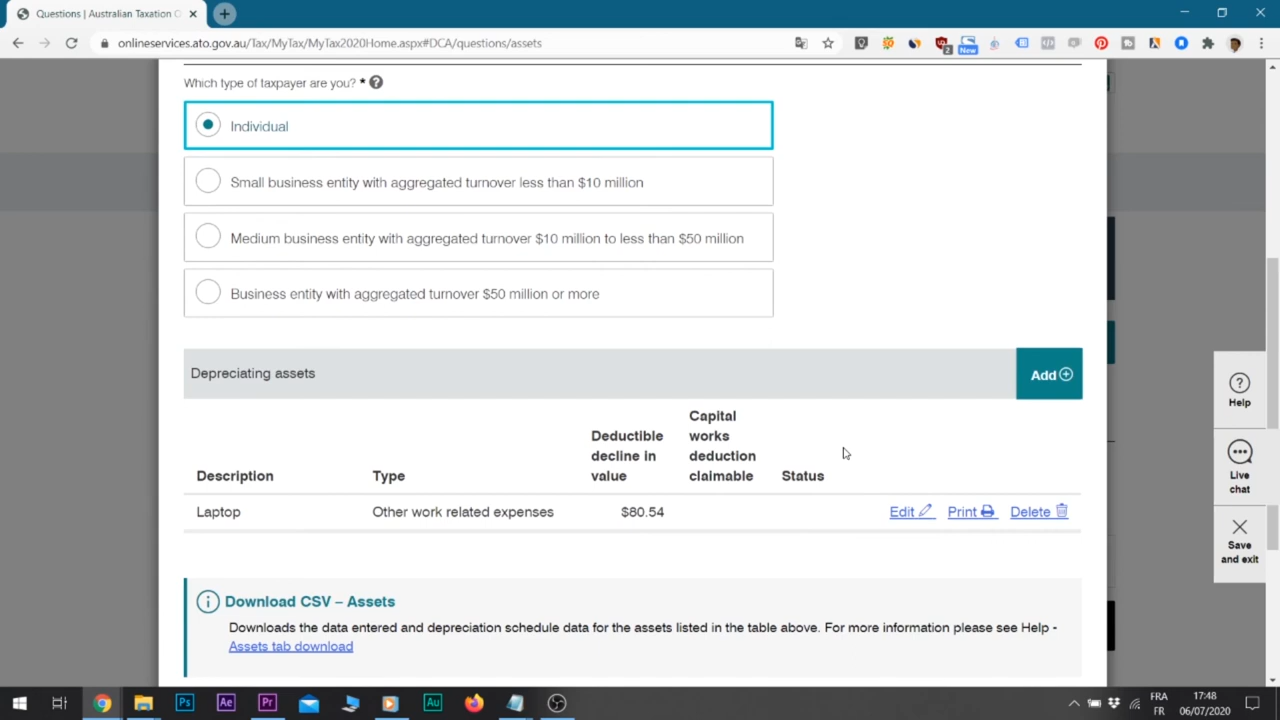 Questions | Australian Taxation O
onlineservices.ato.gov.au/Tax/MyTax/MyTax2020Home.aspx#DCA/questions/assets
2
New
Which type of taxpayer are you? *
Individual
Small business entity with aggregated turnover less than $10 million
Medium business entity with aggregated turnover $10 million to less than $50 million
Business entity with aggregated turnover $50 million or more
Depreciating assets
Add
Description
Type
Deductible
decline in
value
Capital
works
deduction
claimable
Status
Laptop
Other work related expenses
$80.54
Edit
Print
Delete
Download CSV – Assets
Downloads the data entered and depreciation schedule data for the assets listed in the table above. For more information please see Help -
Assets tab download
Help
Live
chat
Save
and exit
Ps
Ae
Pr
Au
FRA
FR
17:48
06/07/2020